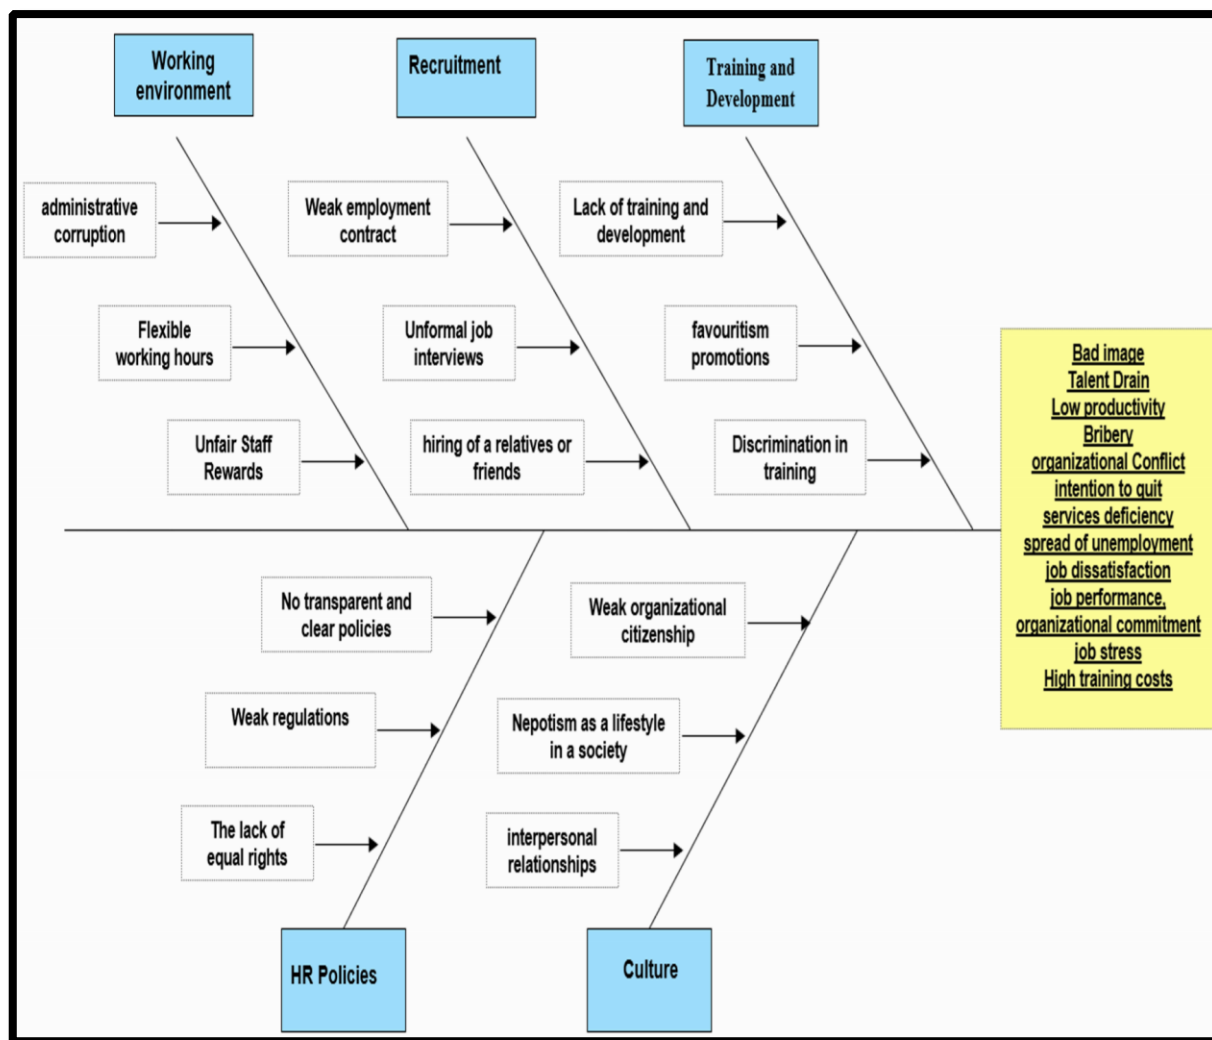 Working
environment
Recruitment
Training and
Development
administrative
corruption
Weak employment
contract
Lack of training and
development
Flexible
working hours
Unformal job
interviews
favouritism
promotions
Unfair Staff
Rewards
hiring of a relatives or
friends
Discrimination in
training
Bad image
Talent Drain
Low productivity
Bribery
organizational Conflict
intention to quit
services deficiency
spread of unemployment
job dissatisfaction
job performance,
organizational commitment
job stress
High training costs
No transparent and
clear policies
Weak organizational
citizenship
Weak regulations
Nepotism as a lifestyle
in a society
The lack of
equal rights
interpersonal
relationships
HR Policies
Culture